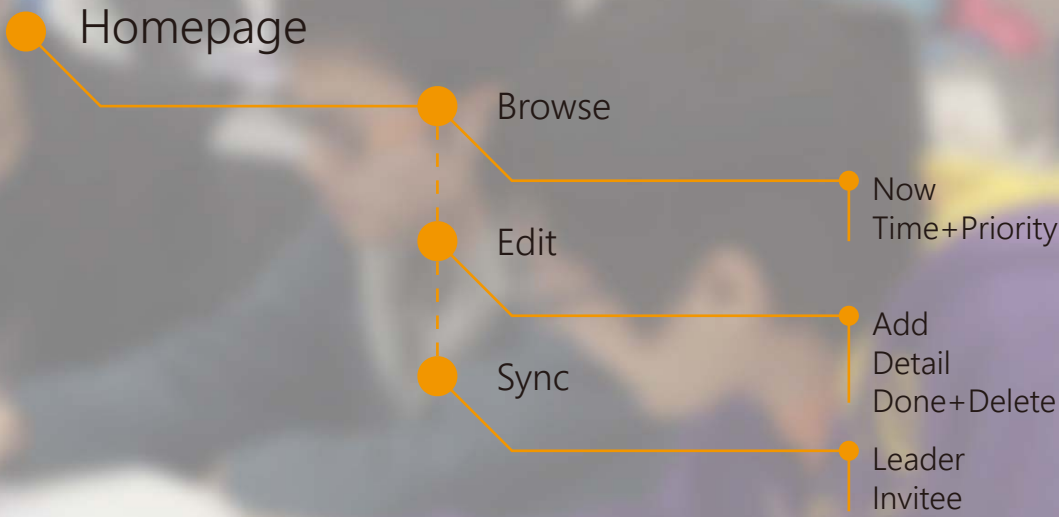 Homepage
Browse
Now
Time+Priority
Edit
Add
Detail
Done+Delete
Sync
Leader
Invitee